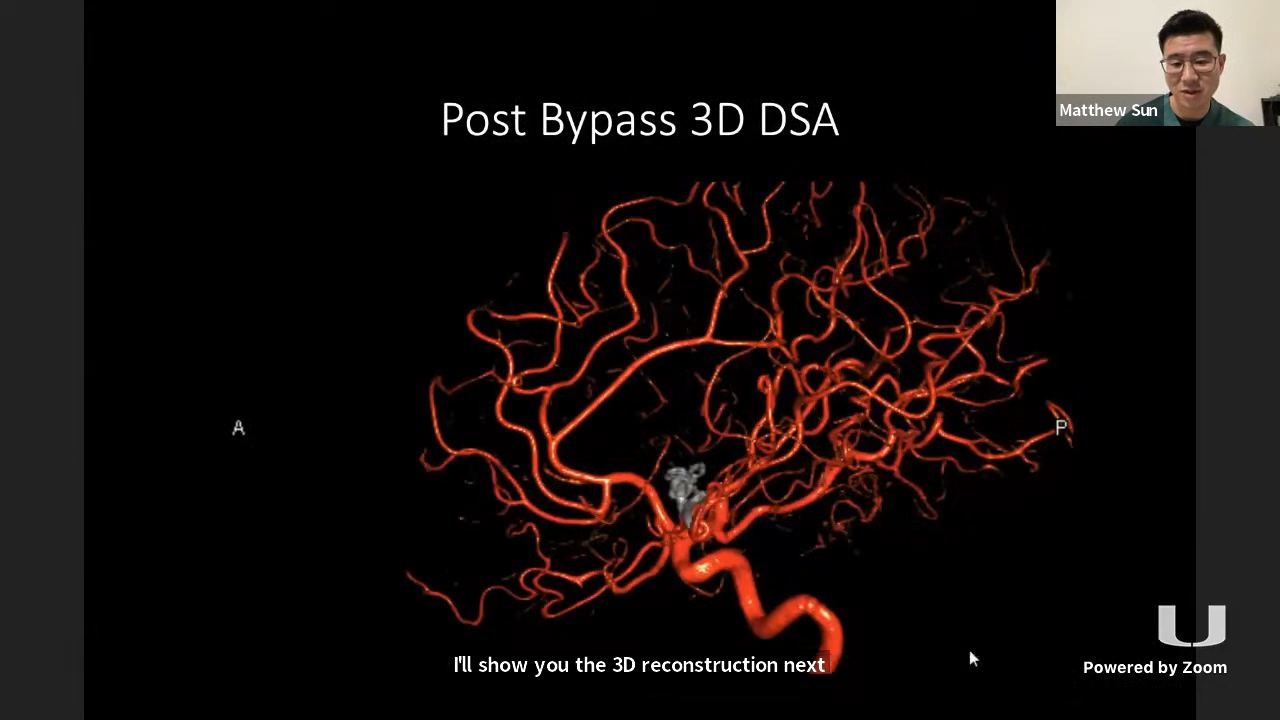 Post Bypass 3D DSA
Matthew Sun
A
P
I'll show you the 3D reconstruction next
U
Powered by Zoom